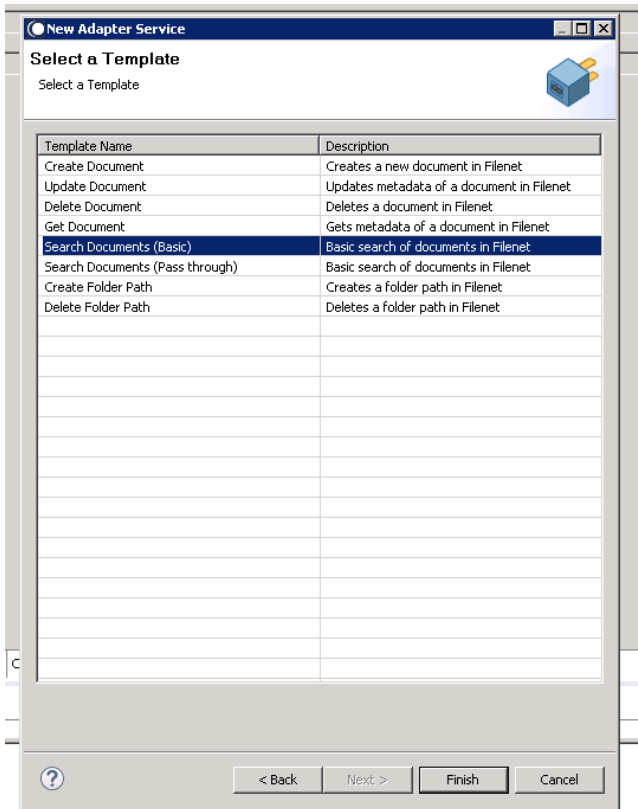 New Adapter Service
Select a Template
Select a Template
Template Name Description
Create Document Creates a new document in Filenet
Update Document Updates metadata of a document in Filenet
Delete Document Deletes a document in Filenet
Get Document Gets metadata of a document in Filenet
Search Documents (Basic) Basic search of documents in Filenet
Search Documents (Pass through) Basic search of documents in Filenet
Create Folder Path Creates a folder path in Filenet
Delete Folder Path Deletes a folder path in Filenet
? < Back Next > Finish Cancel